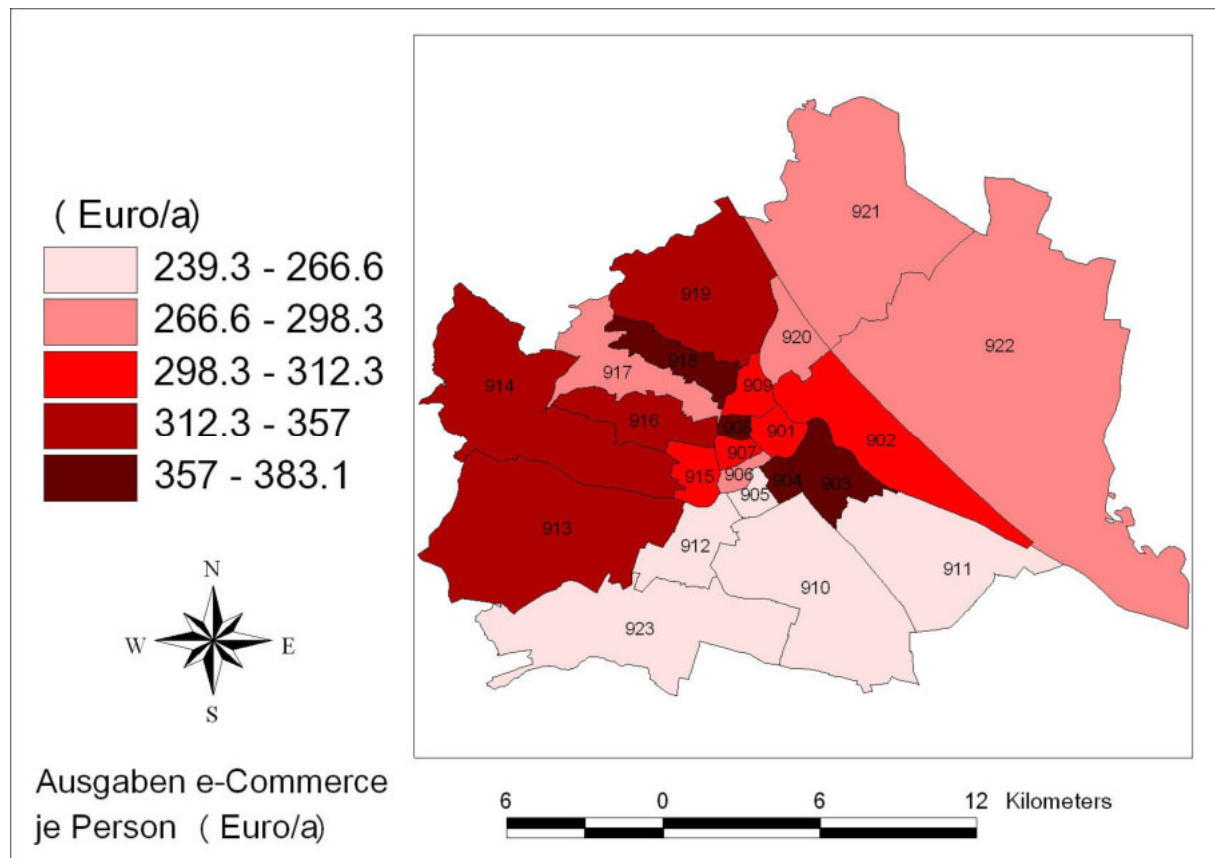 ( Euro/a)
239.3 - 266.6
266.6 - 298.3
298.3 - 312.3
312.3 - 357
357 - 383.1
N
W E
S
Ausgaben e-Commerce
je Person ( Euro/a)
921
919
920
922
918
917
914
909
916
908
901
902
907
915
906
904
903
905
913
912
911
910
923
6 0 6 12 Kilometers